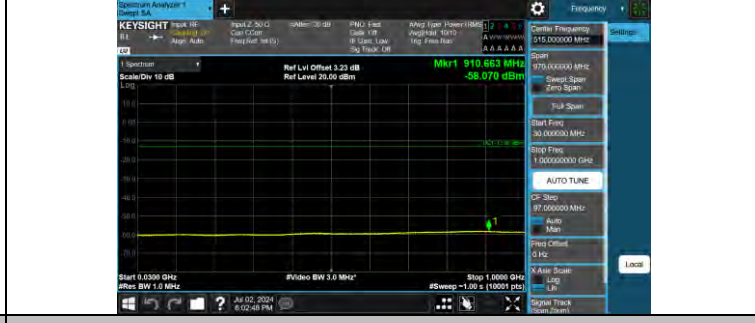 Spectrum Analyzer 1
Swept SA
+
Frequency
KEYSIGHT
Input: RF
Align: Auto
Input Z: 50 Ω
Corr CCorr
Freq Ref: Int (S)
PNO: Fast
Gate: Off
IF Gain: Low
Sig Track: Off
Avg Type: Power (RMS)
Avg|Hold: 10/10
Trig: Free Run
A A A A A A
Center Frequency
515.000000 MHz
Settings
1 Spectrum
Scale/Div 10 dB
Ref Lvl Offset 3.23 dB
Ref Level 20.00 dBm
Mkr1 910.663 MHz
-58.070 dBm
Log
Span
970.000000 MHz
Swept Span
Zero Span
Full Span
Start Freq
30.000000 MHz
Stop Freq
1.000000000 GHz
AUTO TUNE
CF Step
97.000000 MHz
Auto
Man
Freq Offset
0 Hz
X Axis Scale
Log
Lin
Local
1
Start 0.0300 GHz
#Res BW 1.0 MHz
#Video BW 3.0 MHz*
Stop 1.0000 GHz
#Sweep ~1.00 s (10001 pts)
?
Jul 02, 2024
6:02:48 PM
Signal Track